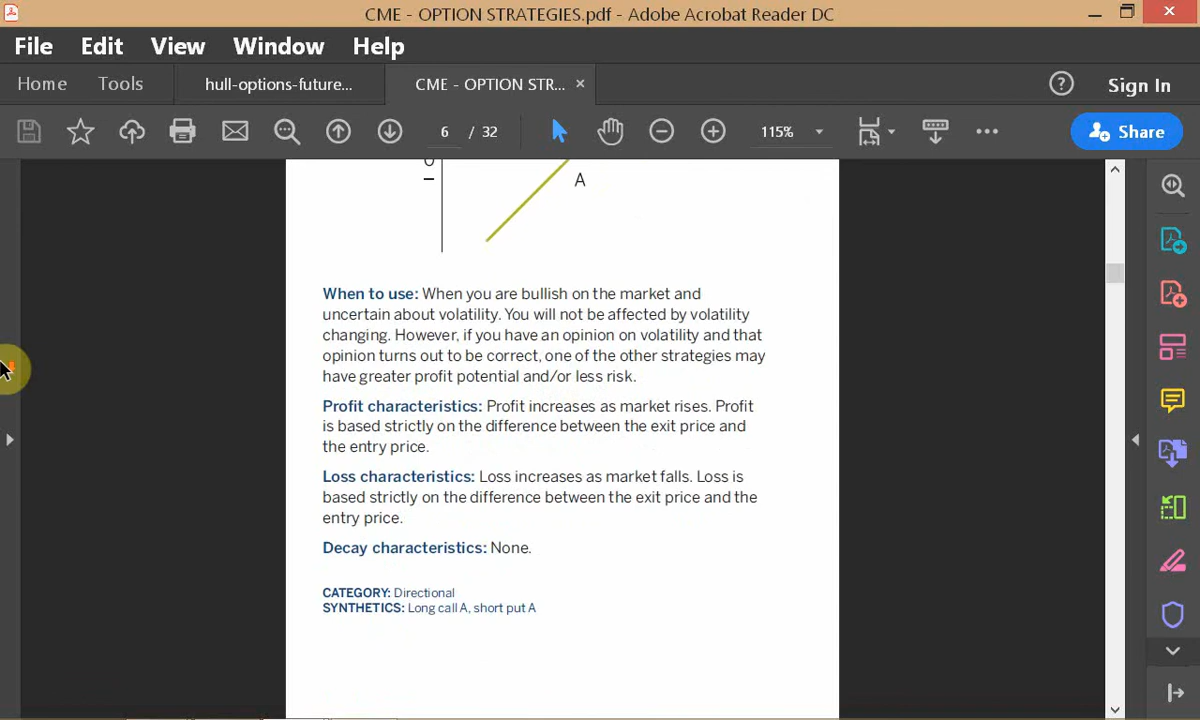 CME - OPTION STRATEGIES.pdf - Adobe Acrobat Reader DC
File Edit View Window Help
Home Tools hull-options-future... CME - OPTION STR... × Sign In
6 / 32 115% Share
A
When to use: When you are bullish on the market and
uncertain about volatility. You will not be affected by volatility
changing. However, if you have an opinion on volatility and that
opinion turns out to be correct, one of the other strategies may
have greater profit potential and/or less risk.
Profit characteristics: Profit increases as market rises. Profit
is based strictly on the difference between the exit price and
the entry price.
Loss characteristics: Loss increases as market falls. Loss is
based strictly on the difference between the exit price and the
entry price.
Decay characteristics: None.
CATEGORY: Directional
SYNTHETICS: Long call A, short put A